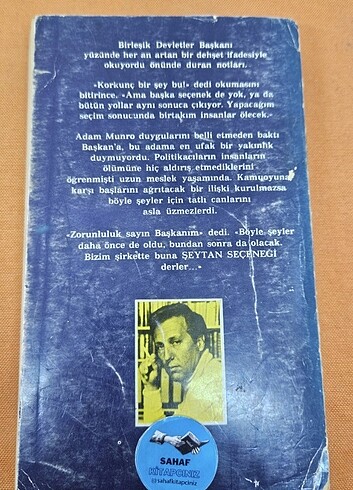 Birleşik Devletler Başkanı
yüzünde her an artan bir dehşet ifadesiyle
okuyordu önünde duran notları.
«Korkunç bir şey bu!» dedi okumasını
bitirince. «Ama başka seçenek de yok, ya da
bütün yollar aynı sonuca çıkıyor. Yapacağım
seçim sonucunda birtakım insanlar ölecek.»
Adam Munro duygularını belli etmeden baktı
Başkan'a, bu adama en ufak bir yakınlık
duymuyordu. Politikacıların insanların
ölümüne hiç aldırış etmediklerini
öğrenmişti uzun meslek yaşamında. Kamuoyuna
karşı başlarını ağrıtacak bir ilişki kurulmazsa
böyle şeyler için tatlı canlarını
asla üzmezlerdi.
«Zorunluluk sayın Başkanım» dedi. «Böyle şeyler
daha önce de oldu, bundan sonra da olacak.
Bizim şirkette buna ŞEYTAN SEÇENEĞİ
derler...»
SAHAF
KİTAPCINIZ
@sahafkitapciniz